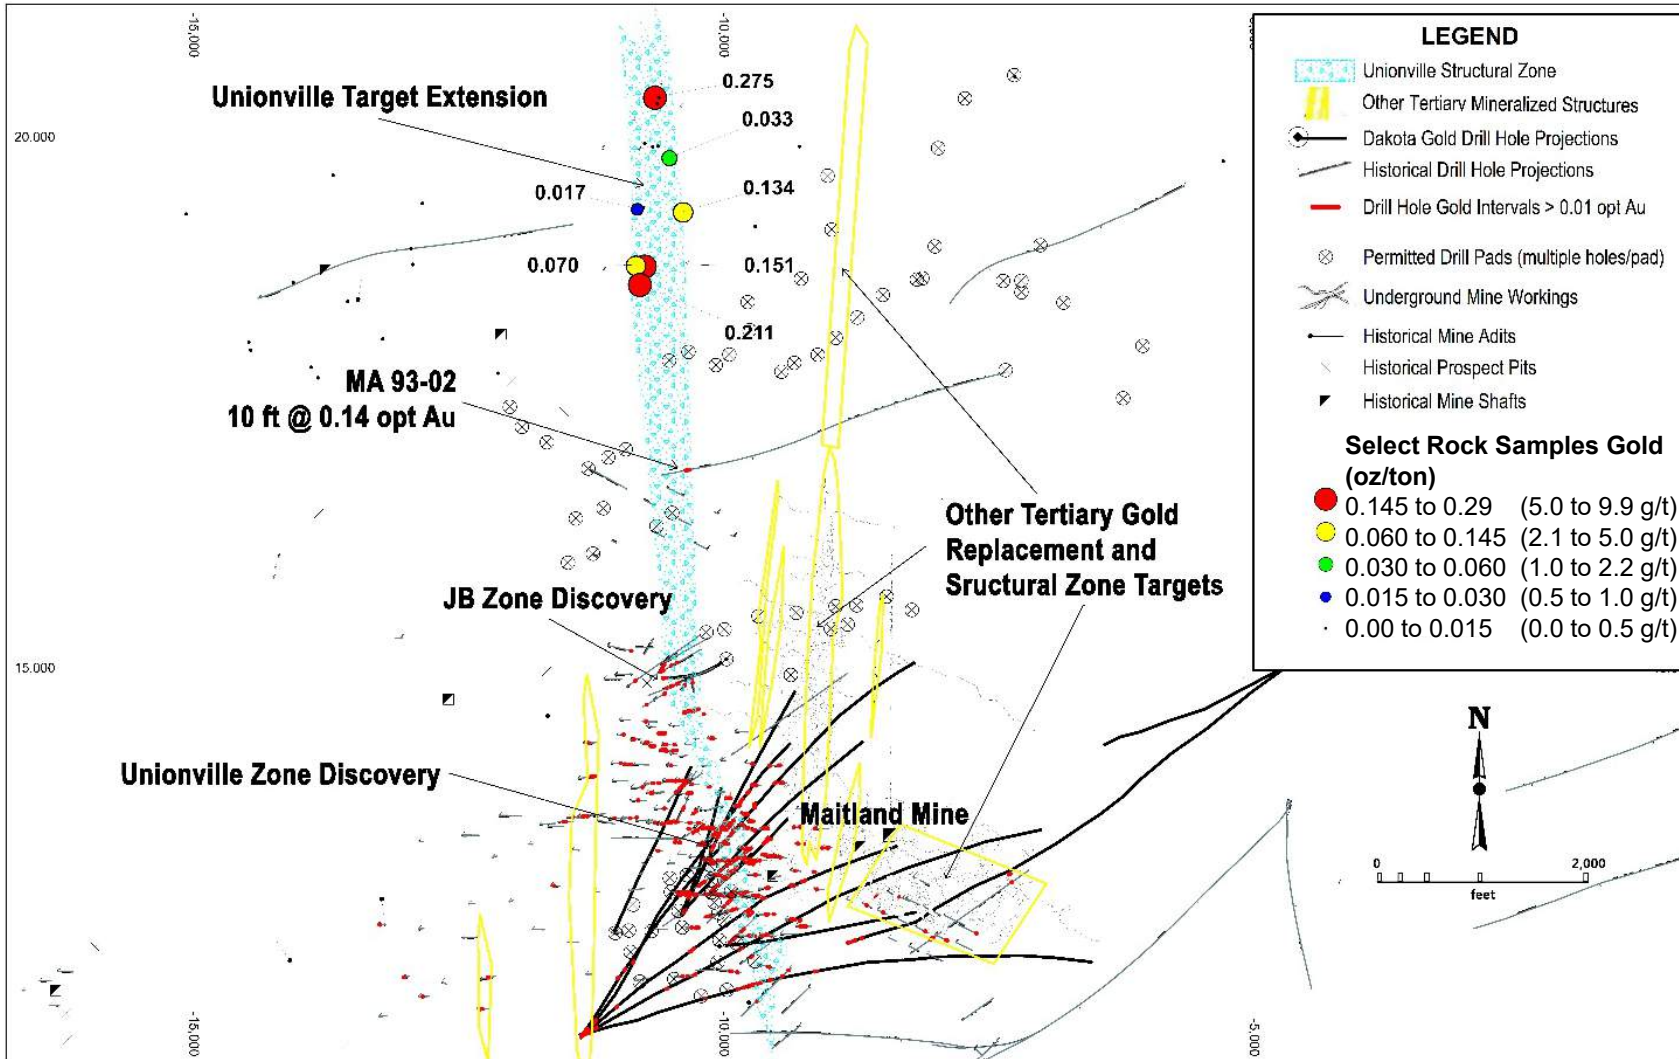 -15,000
-10,000
20.000
15.000
Unionville Target Extension
0.275
0.033
0.017
0.134
0.070
0.151
0.211
MA 93-02
10 ft @ 0.14 opt Au
JB Zone Discovery
Other Tertiary Gold
Replacement and
Sructural Zone Targets
Unionville Zone Discovery
Maitland Mine
-15,000
-10,000
-5,000
LEGEND
Unionville Structural Zone
Other Tertiary Mineralized Structures
Dakota Gold Drill Hole Projections
Historical Drill Hole Projections
Drill Hole Gold Intervals > 0.01 opt Au
Permitted Drill Pads (multiple holes/pad)
Underground Mine Workings
Historical Mine Adits
Historical Prospect Pits
Historical Mine Shafts
Select Rock Samples Gold
(oz/ton)
0.145 to 0.29 (5.0 to 9.9 g/t)
0.060 to 0.145 (2.1 to 5.0 g/t)
0.030 to 0.060 (1.0 to 2.2 g/t)
0.015 to 0.030 (0.5 to 1.0 g/t)
0.00 to 0.015 (0.0 to 0.5 g/t)
N
0 2,000
feet